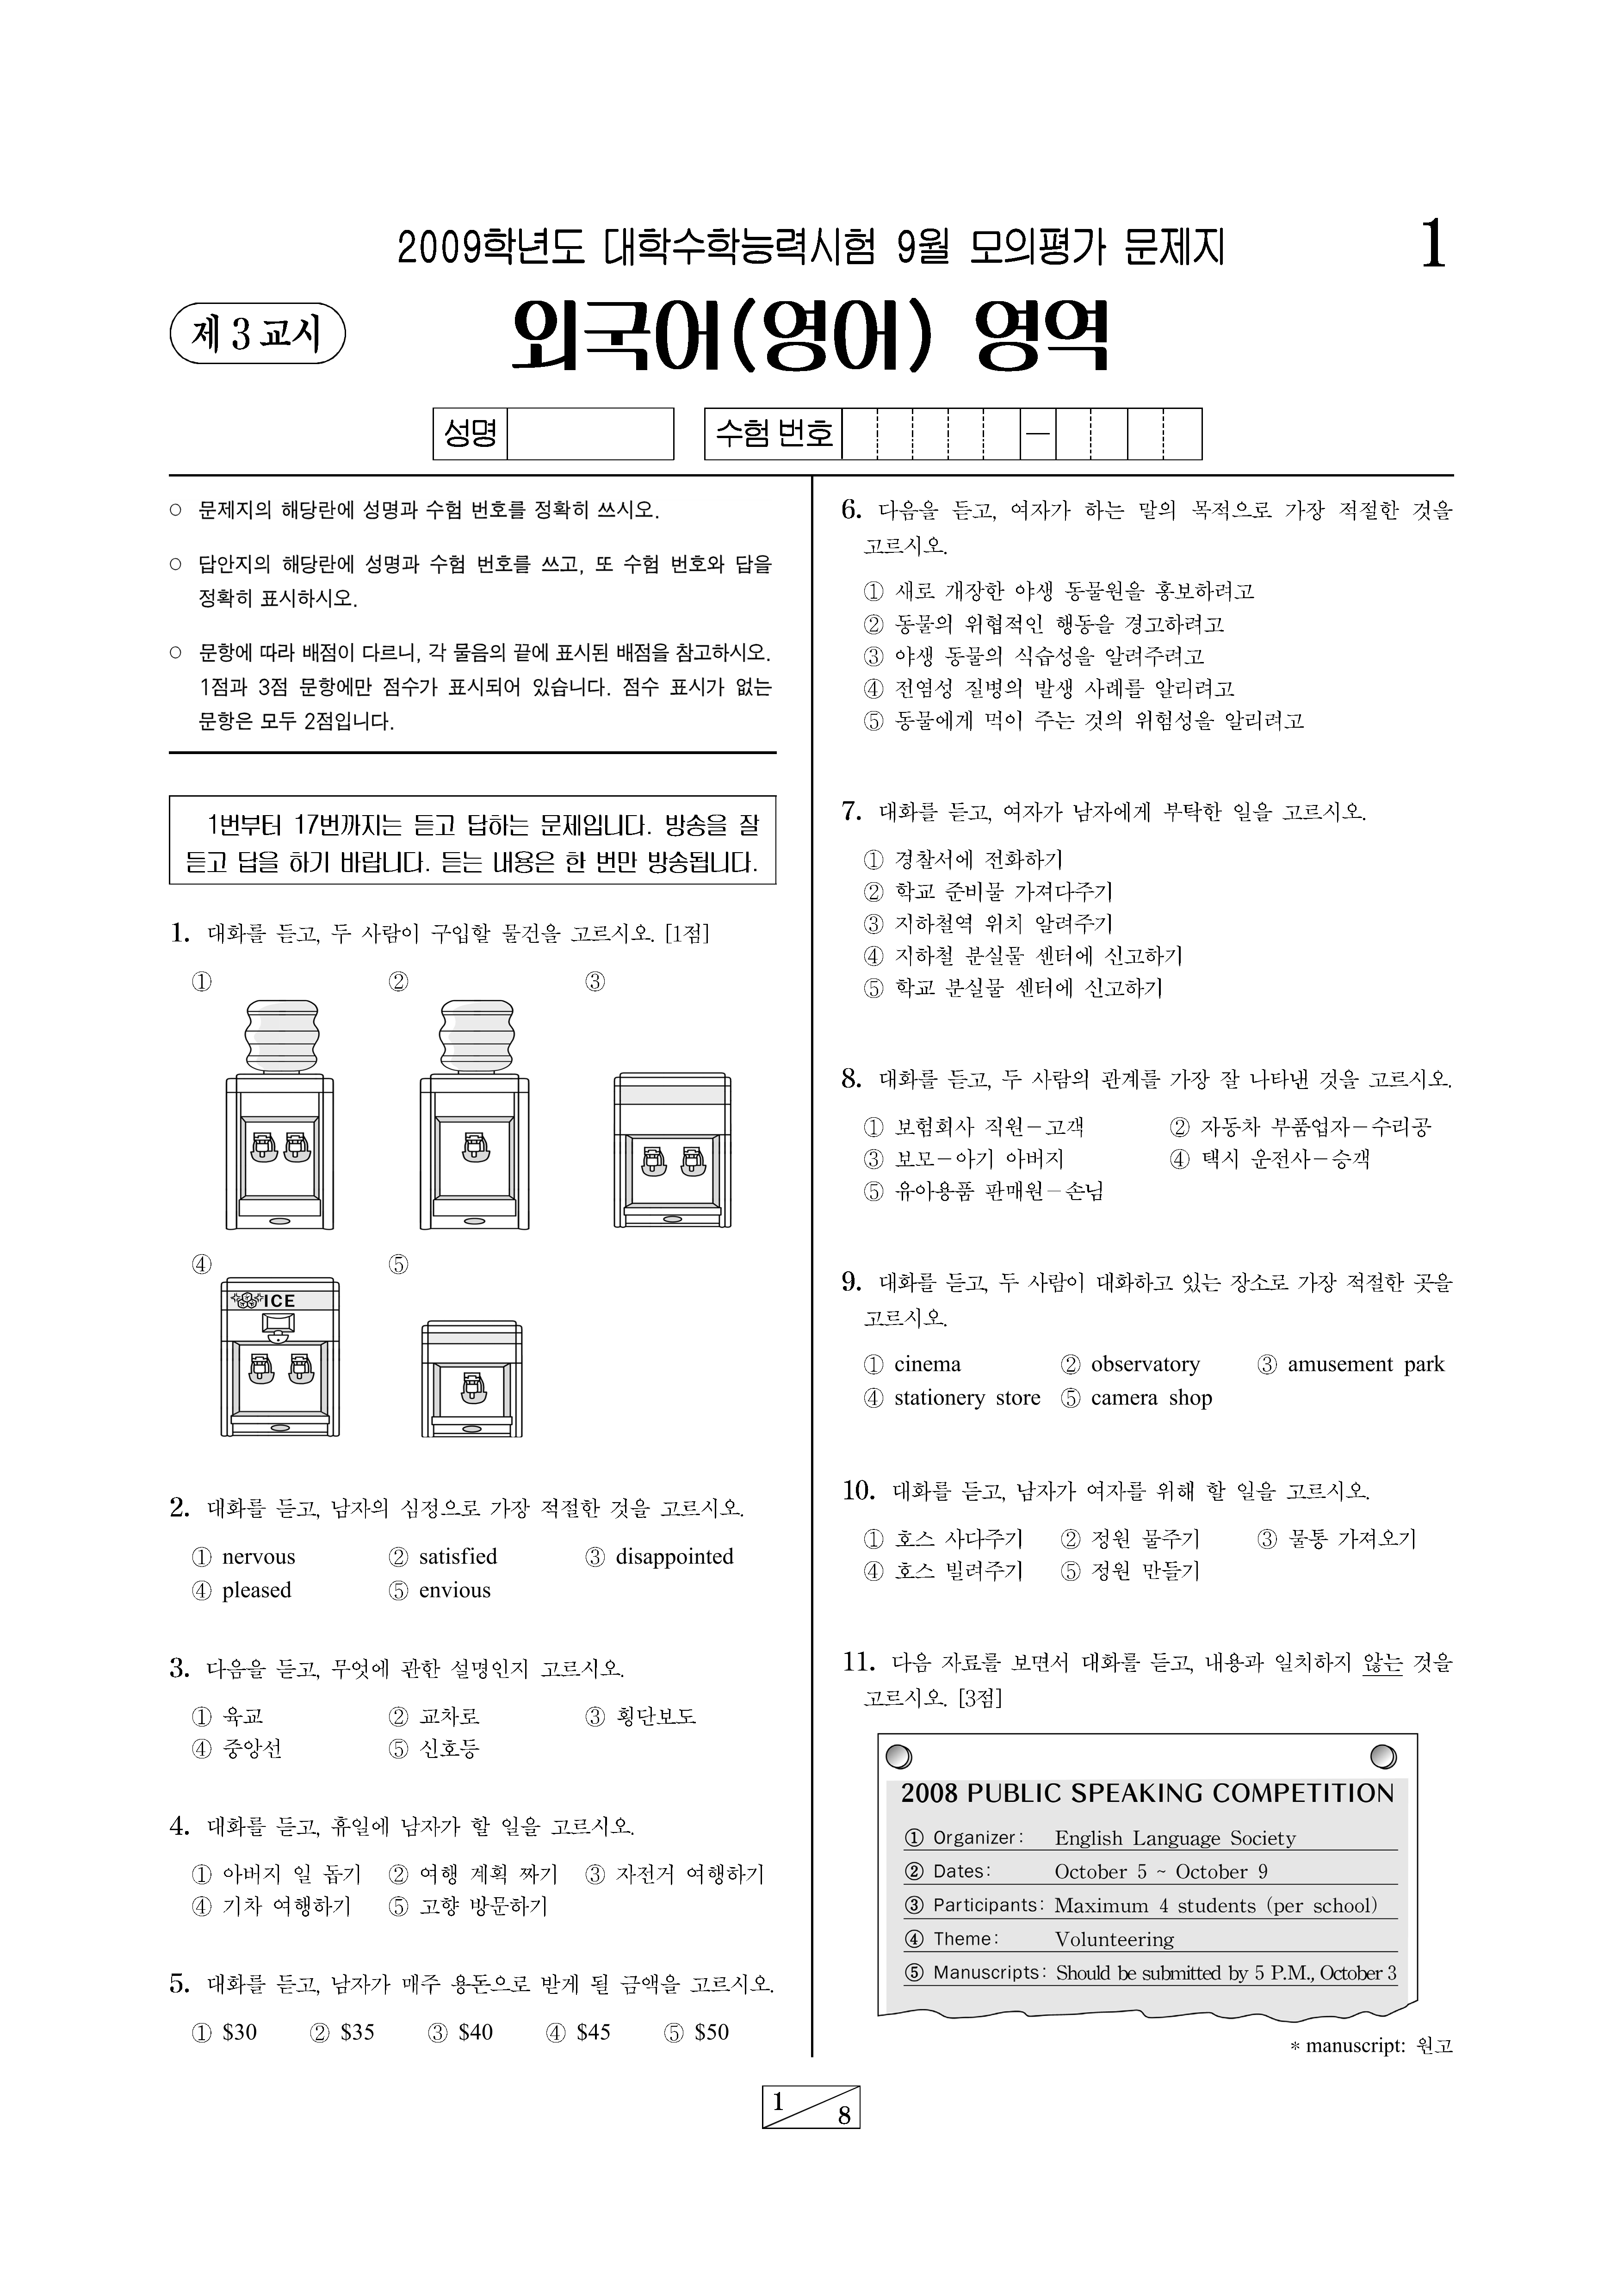 2009학년도 대학수학능력시험 9월 모의평가 문제지
1
제 3 교시
외국어(영어) 영역
성명
수험 번호
—
○ 문제지의 해당란에 성명과 수험 번호를 정확히 쓰시오.
○ 답안지의 해당란에 성명과 수험 번호를 쓰고, 또 수험 번호와 답을
정확히 표시하시오.
○ 문항에 따라 배점이 다르니, 각 물음의 끝에 표시된 배점을 참고하시오.
1점과 3점 문항에만 점수가 표시되어 있습니다. 점수 표시가 없는
문항은 모두 2점입니다.
1번부터 17번까지는 듣고 답하는 문제입니다. 방송을 잘
듣고 답을 하기 바랍니다. 듣는 내용은 한 번만 방송됩니다.
1. 대화를 듣고, 두 사람이 구입할 물건을 고르시오. [1점]
① ② ③
④ ⑤
ICE
2. 대화를 듣고, 남자의 심정으로 가장 적절한 것을 고르시오.
① nervous ② satisfied ③ disappointed
④ pleased ⑤ envious
3. 다음을 듣고, 무엇에 관한 설명인지 고르시오.
① 육교 ② 교차로 ③ 횡단보도
④ 중앙선 ⑤ 신호등
4. 대화를 듣고, 휴일에 남자가 할 일을 고르시오.
① 아버지 일 돕기 ② 여행 계획 짜기 ③ 자전거 여행하기
④ 기차 여행하기 ⑤ 고향 방문하기
5. 대화를 듣고, 남자가 매주 용돈으로 받게 될 금액을 고르시오.
① $30 ② $35 ③ $40 ④ $45 ⑤ $50
6. 다음을 듣고, 여자가 하는 말의 목적으로 가장 적절한 것을
고르시오.
① 새로 개장한 야생 동물원을 홍보하려고
② 동물의 위협적인 행동을 경고하려고
③ 야생 동물의 식습성을 알려주려고
④ 전염성 질병의 발생 사례를 알리려고
⑤ 동물에게 먹이 주는 것의 위험성을 알리려고
7. 대화를 듣고, 여자가 남자에게 부탁한 일을 고르시오.
① 경찰서에 전화하기
② 학교 준비물 가져다주기
③ 지하철역 위치 알려주기
④ 지하철 분실물 센터에 신고하기
⑤ 학교 분실물 센터에 신고하기
8. 대화를 듣고, 두 사람의 관계를 가장 잘 나타낸 것을 고르시오.
① 보험회사 직원－고객 ② 자동차 부품업자－수리공
③ 보모－아기 아버지 ④ 택시 운전사－승객
⑤ 유아용품 판매원－손님
9. 대화를 듣고, 두 사람이 대화하고 있는 장소로 가장 적절한 곳을
고르시오.
① cinema ② observatory ③ amusement park
④ stationery store ⑤ camera shop
10. 대화를 듣고, 남자가 여자를 위해 할 일을 고르시오.
① 호스 사다주기 ② 정원 물주기 ③ 물통 가져오기
④ 호스 빌려주기 ⑤ 정원 만들기
11. 다음 자료를 보면서 대화를 듣고, 내용과 일치하지 않는 것을
고르시오. [3점]
2008 PUBLIC SPEAKING COMPETITION
① Organizer: English Language Society
② Dates: October 5 ~ October 9
③ Participants: Maximum 4 students (per school)
④ Theme: Volunteering
⑤ Manuscripts: Should be submitted by 5 P.M., October 3
* manuscript: 원고
1
8